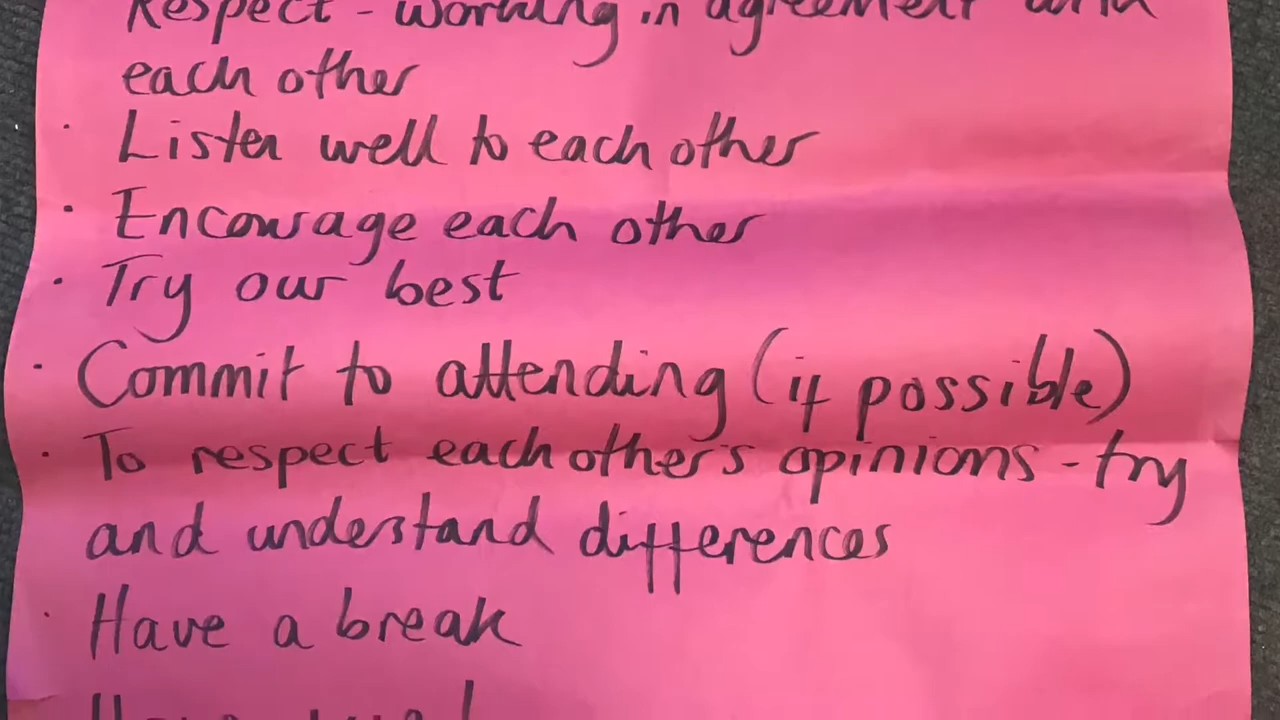 Respect - working in agreement with
each other
· Listen well to each other
· Encourage each other
· Try our best
· Commit to attending (if possible)
· To respect each other's opinions - try
and understand differences
· Have a break
Have